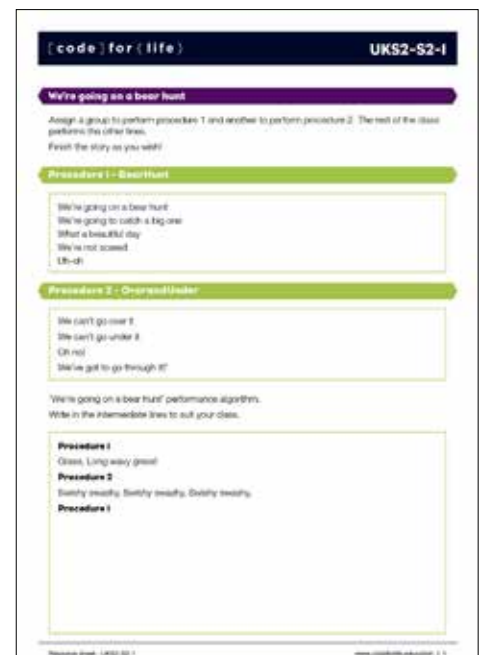 [code]for{life}
UKS2-S2-1
We're going on a bear hunt
Assign a group to perform procedure 1 and another to perform procedure 2. The rest of the class
performs the other lines.
Finish the story as you wish!
Procedure 1 - BearHunt
We're going on a bear hunt
We're going to catch a big one
What a beautiful day
We're not scared
Uh-oh
Procedure 2 - OverandUnder
We can't go over it
We can't go under it
Oh no!
We've got to go through it!'
'We're going on a bear hunt' performance algorithm.
Write in the intermediate lines to suit your class.
Procedure 1
Grass, Long wavy grass!
Procedure 2
Swishy swashy, Swishy swashy, Swishy swashy,
Procedure 1
Resource sheet UKS2-S2-1